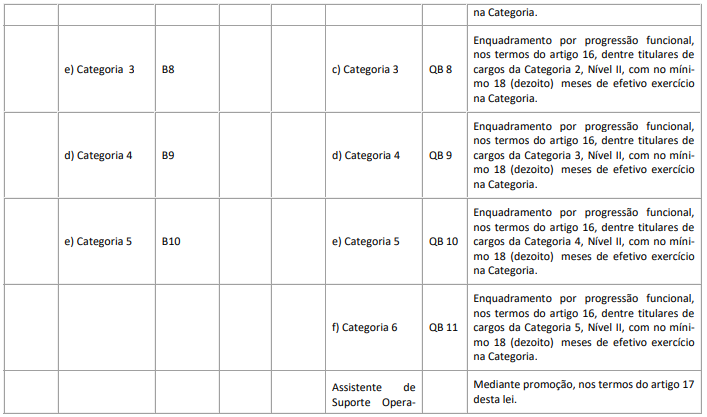 na Categoria.
e) Categoria 3
B8
c) Categoria 3
QB 8
Enquadramento por progressão funcional,
nos termos do artigo 16, dentre titulares de
cargos da Categoria 2, Nível II, com no míni-
mo 18 (dezoito) meses de efetivo exercício
na Categoria.
d) Categoria 4
B9
d) Categoria 4
QB 9
Enquadramento por progressão funcional,
nos termos do artigo 16, dentre titulares de
cargos da Categoria 3, Nível II, com no míni-
mo 18 (dezoito) meses de efetivo exercício
na Categoria.
e) Categoria 5
B10
e) Categoria 5
QB 10
Enquadramento por progressão funcional,
nos termos do artigo 16, dentre titulares de
cargos da Categoria 4, Nível II, com no míni-
mo 18 (dezoito) meses de efetivo exercício
na Categoria.
f) Categoria 6
QB 11
Enquadramento por progressão funcional,
nos termos do artigo 16, dentre titulares de
cargos da Categoria 5, Nível II, com no míni-
mo 18 (dezoito) meses de efetivo exercício
na Categoria.
Assistente de
Suporte Opera-
Mediante promoção, nos termos do artigo 17
desta lei.